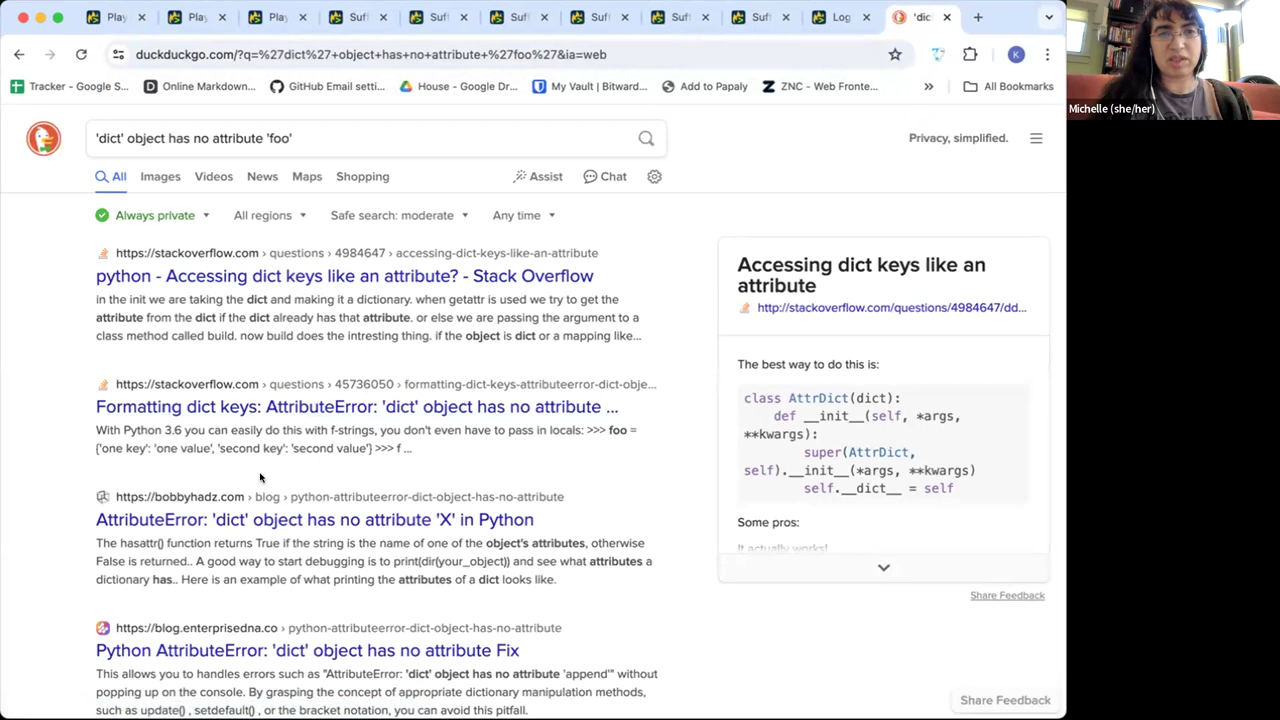 Play
Play
Play
Suff
Suff
Suff
Suff
Suff
Suff
Log
'dic
duckduckgo.com/?q=%27dict%27+object+has+no+attribute+%27foo%27&ia=web
K
Tracker - Google S...
Online Markdown...
GitHub Email setti...
House - Google Dr...
My Vault | Bitward...
Add to Papaly
ZNC - Web Fronte...
»
All Bookmarks
Michelle (she/her)
'dict' object has no attribute 'foo'
Privacy, simplified.
All
Images
Videos
News
Maps
Shopping
Assist
Chat
Always private
All regions
Safe search: moderate
Any time
https://stackoverflow.com › questions › 4984647 › accessing-dict-keys-like-an-attribute
python - Accessing dict keys like an attribute? - Stack Overflow
in the init we are taking the dict and making it a dictionary. when getattr is used we try to get the
attribute from the dict if the dict already has that attribute. or else we are passing the argument to a
class method called build. now build does the intresting thing. if the object is dict or a mapping like...
https://stackoverflow.com › questions › 45736050 › formatting-dict-keys-attributeerror-dict-obje...
Formatting dict keys: AttributeError: 'dict' object has no attribute ...
With Python 3.6 you can easily do this with f-strings, you don't even have to pass in locals: >>> foo =
{'one key': 'one value', 'second key': 'second value'} >>> f ...
https://bobbyhadz.com › blog › python-attributeerror-dict-object-has-no-attribute
AttributeError: 'dict' object has no attribute 'X' in Python
The hasattr() function returns True if the string is the name of one of the object's attributes, otherwise
False is returned.. A good way to start debugging is to print(dir(your_object)) and see what attributes a
dictionary has.. Here is an example of what printing the attributes of a dict looks like.
https://blog.enterprisedna.co › python-attributeerror-dict-object-has-no-attribute
Python AttributeError: 'dict' object has no attribute Fix
This allows you to handles errors such as "AttributeError: 'dict' object has no attribute 'append'" without
popping up on the console. By grasping the concept of appropriate dictionary manipulation methods,
such as update() , setdefault() , or the bracket notation, you can avoid this pitfall.
Accessing dict keys like an
attribute
http://stackoverflow.com/questions/4984647/dd...
The best way to do this is:
class AttrDict(dict):
def __init__(self, *args,
**kwargs):
super(AttrDict,
self).__init__(*args, **kwargs)
self.__dict__ = self
Some pros:
It actually works!
Share Feedback
Share Feedback